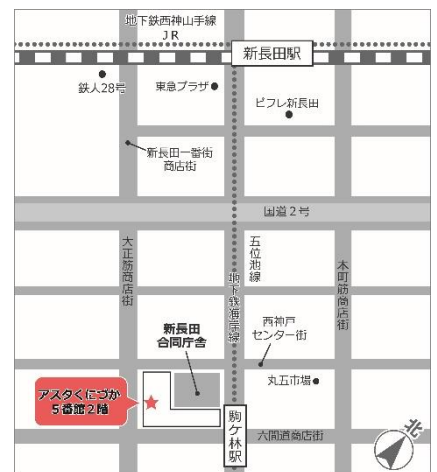 地下鉄西神山手線
JR
新長田駅
鉄人28号
東急プラザ
ピフレ新長田
新長田一番街
商店街
国道2号
大正筋商店街
地下鉄海岸線
五位池線
本町筋商店街
新長田
合同庁舎
西神戸
センター街
アスタくにづか
5番館2階
丸五市場
駒ケ林駅
六間道商店街
北